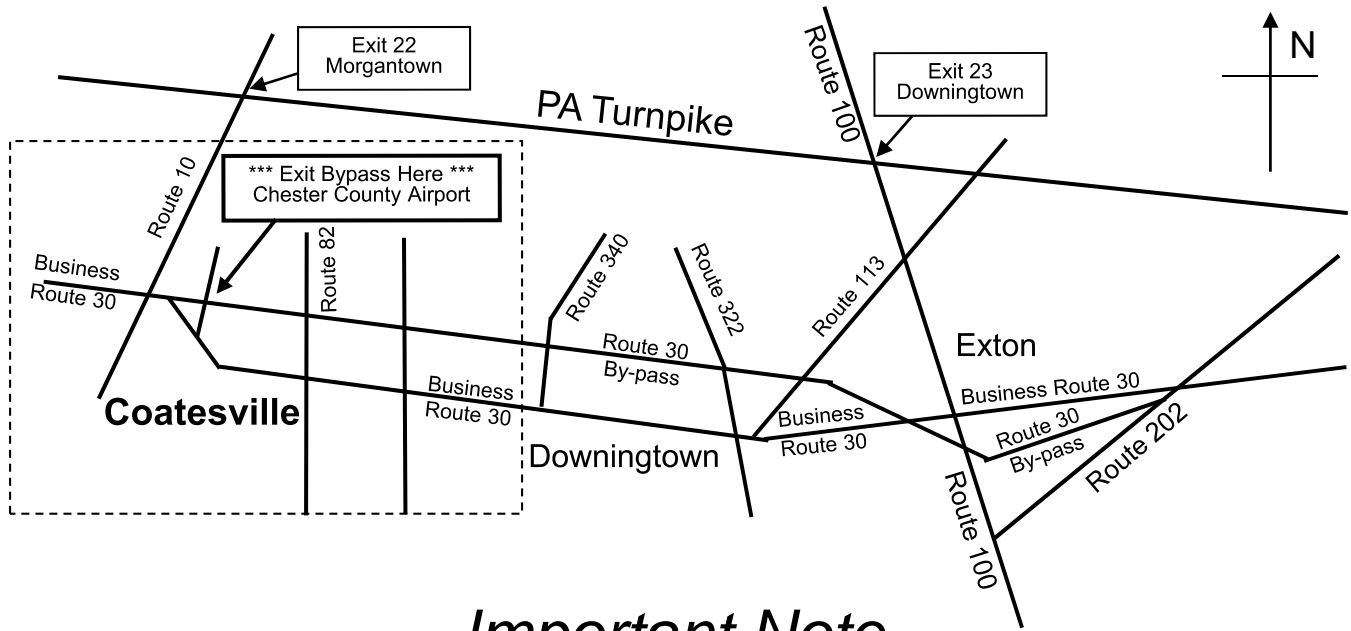 Exit 22
Morgantown
Route 100
N
Exit 23
Downingtown
PA Turnpike
Route 10
*** Exit Bypass Here ***
Chester County Airport
Route 82
Route 340
Route 322
Route 113
Business
Route 30
Route 30
By-pass
Exton
Business
Route 30
Business Route 30
Business
Route 30
Route 30
By-pass
Route 202
Coatesville
Downingtown
Route 100
Important Note